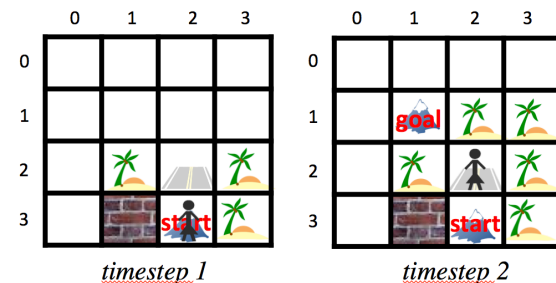 0 1 2 3 0 1 2 3
0 0
1 goal 1
2 2
3 start 3 start
timestep 1 timestep 2